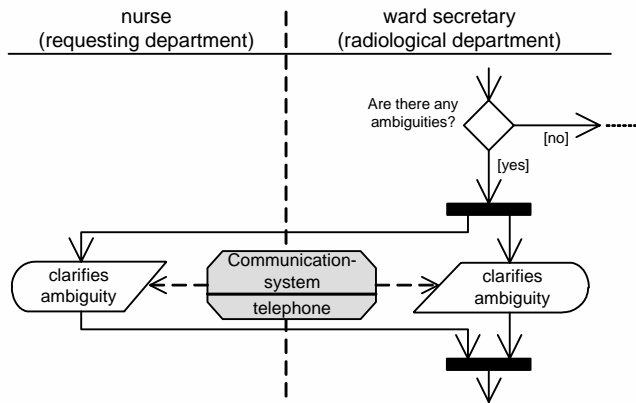 nurse
(requesting department)
ward secretary
(radiological department)
Are there any
ambiguities?
[no]
[yes]
clarifies
ambiguity
Communication-
system
telephone
clarifies
ambiguity